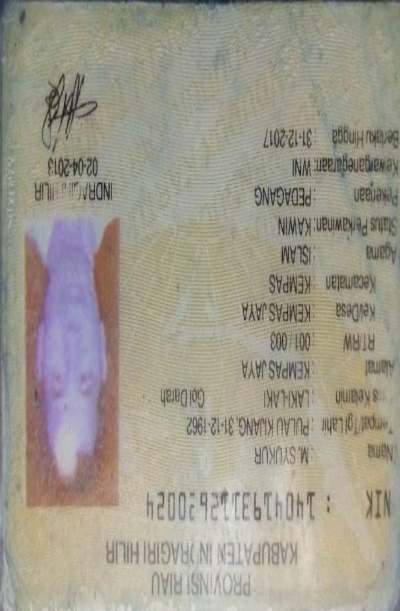 PROVINSI RIAU
KABUPATEN INDRAGIRI HILIR
NIK :
Nama : M. SYUKUR
Tempat/Tgl Lahir : PULAU KIJANG, 31-12-1962
Jenis Kelamin : LAKI-LAKI Gol Darah
Alamat : KEMPAS JAYA
RT/RW : 001 / 003
Kel/Desa : KEMPAS JAYA
Kecamatan : KEMPAS
Agama : ISLAM
Status Perkawinan: KAWIN
Pekerjaan : PEDAGANG
Kewarganegaraan: WNI
Berlaku Hingga 31-12-2017
INDRAGIRI HILIR
02-04-2013